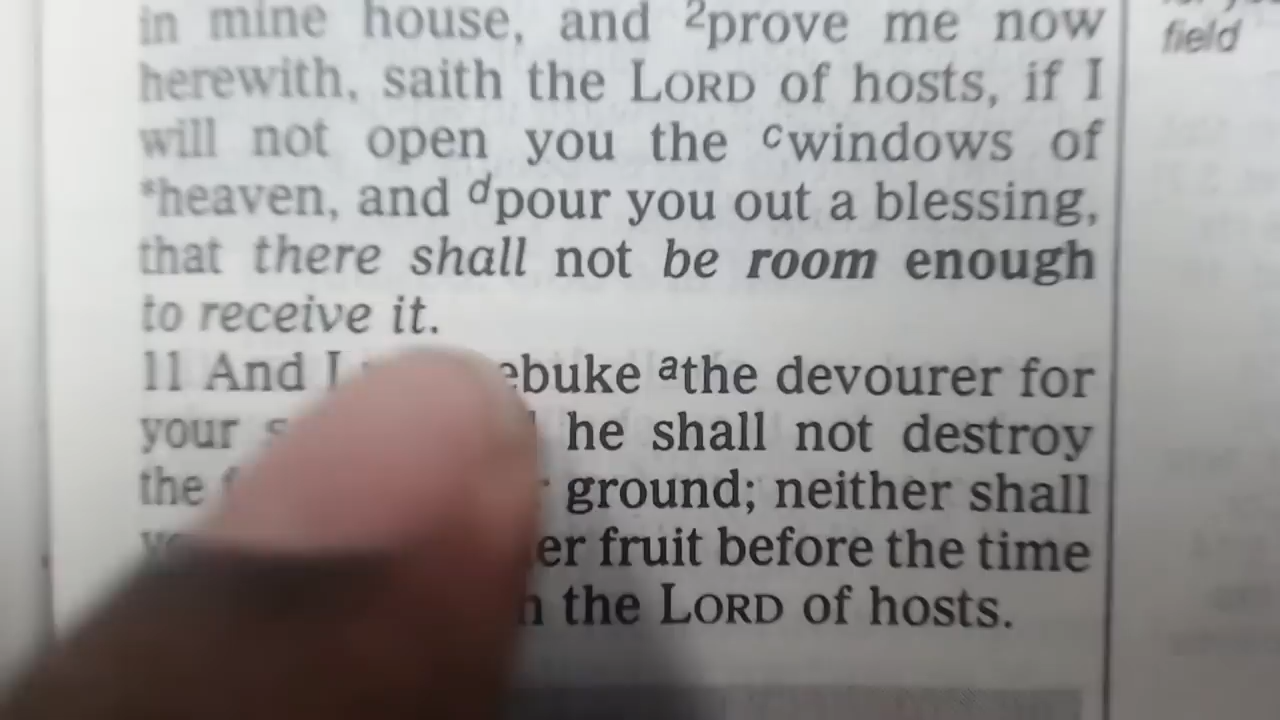 in mine house, and ²prove me now
herewith, saith the LORD of hosts, if I
will not open you the ᶜwindows of
*heaven, and ᵈpour you out a blessing,
that there shall not be room enough
to receive it.
11 And I ebuke ᵃthe devourer for
your he shall not destroy
the ground; neither shall
er fruit before the time
the LORD of hosts.
field